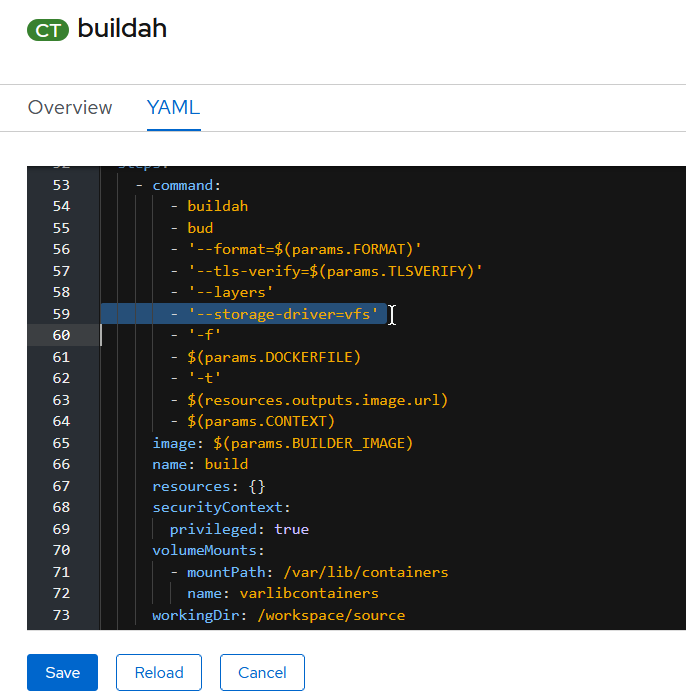 CT buildah
Overview YAML
52 steps:
53 - command:
54 - buildah
55 - bud
56 - '--format=$(params.FORMAT)'
57 - '--tls-verify=$(params.TLSVERIFY)'
58 - '--layers'
59 - '--storage-driver=vfs'
60 - '-f'
61 - $(params.DOCKERFILE)
62 - '-t'
63 - $(resources.outputs.image.url)
64 - $(params.CONTEXT)
65 image: $(params.BUILDER_IMAGE)
66 name: build
67 resources: {}
68 securityContext:
69 privileged: true
70 volumeMounts:
71 - mountPath: /var/lib/containers
72 name: varlibcontainers
73 workingDir: /workspace/source
Save Reload Cancel